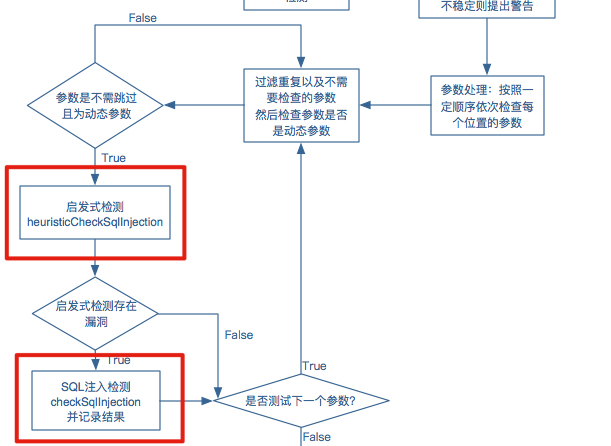 不稳定则提出警告
False
过滤重复以及不需
要检查的参数
然后检查参数是否
是动态参数
参数是不需跳过
且为动态参数
参数处理：按照一
定顺序依次检查每
个位置的参数
True
启发式检测
heuristicCheckSqlInjection
启发式检测存在
漏洞
False
True
SQL注入检测
checkSqlInjection
并记录结果
True
是否测试下一个参数?
False